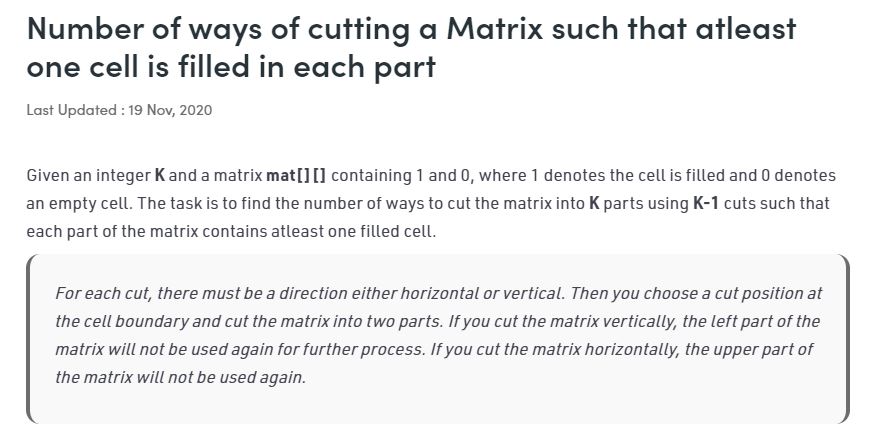 Number of ways of cutting a Matrix such that atleast
one cell is filled in each part
Last Updated : 19 Nov, 2020
Given an integer K and a matrix mat[][] containing 1 and 0, where 1 denotes the cell is filled and 0 denotes
an empty cell. The task is to find the number of ways to cut the matrix into K parts using K-1 cuts such that
each part of the matrix contains atleast one filled cell.
For each cut, there must be a direction either horizontal or vertical. Then you choose a cut position at
the cell boundary and cut the matrix into two parts. If you cut the matrix vertically, the left part of the
matrix will not be used again for further process. If you cut the matrix horizontally, the upper part of
the matrix will not be used again.